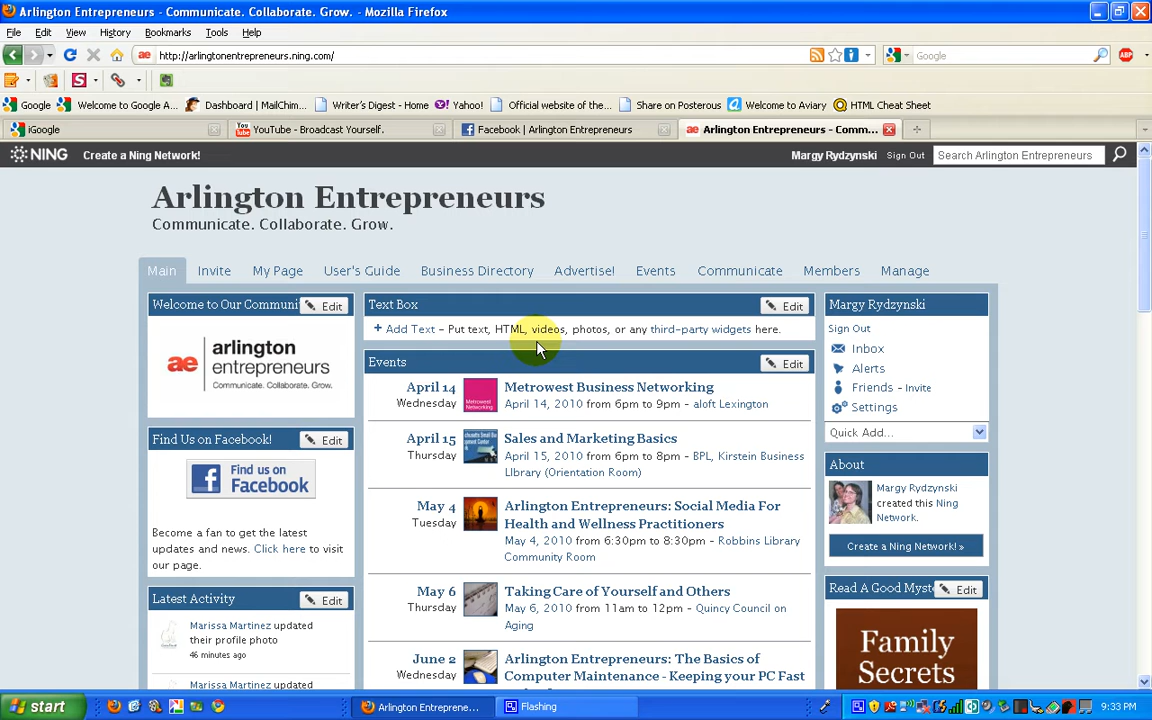 Arlington Entrepreneurs - Communicate. Collaborate. Grow. - Mozilla Firefox
File Edit View History Bookmarks Tools Help
http://arlingtonentrepreneurs.ning.com/
Google
Google Welcome to Google A... Dashboard | MailChim... Writer's Digest - Home Yahoo! Official website of the... Share on Posterous Welcome to Aviary HTML Cheat Sheet
iGoogle YouTube - Broadcast Yourself. Facebook | Arlington Entrepreneurs ae Arlington Entrepreneurs - Comm...
NING Create a Ning Network! Margy Rydzynski Sign Out Search Arlington Entrepreneurs
Arlington Entrepreneurs
Communicate. Collaborate. Grow.
Main Invite My Page User's Guide Business Directory Advertise! Events Communicate Members Manage
Welcome to Our Communi Edit
ae arlington entrepreneurs
Communicate. Collaborate. Grow.
Find Us on Facebook! Edit
Find us on
Facebook
Become a fan to get the latest
updates and news. Click here to visit
our page.
Latest Activity Edit
Marissa Martinez updated
their profile photo
46 minutes ago
Marissa Martinez updated
Text Box Edit
+ Add Text – Put text, HTML, videos, photos, or any third-party widgets here.
Events Edit
April 14
Wednesday
Metrowest Business Networking
April 14, 2010 from 6pm to 9pm – aloft Lexington
April 15
Thursday
Sales and Marketing Basics
April 15, 2010 from 6pm to 8pm – BPL, Kirstein Business
LIbrary (Orientation Room)
May 4
Tuesday
Arlington Entrepreneurs: Social Media For
Health and Wellness Practitioners
May 4, 2010 from 6:30pm to 8:30pm – Robbins Library
Community Room
May 6
Thursday
Taking Care of Yourself and Others
May 6, 2010 from 11am to 12pm – Quincy Council on
Aging
June 2
Wednesday
Arlington Entrepreneurs: The Basics of
Computer Maintenance - Keeping your PC Fast
Margy Rydzynski
Sign Out
Inbox
Alerts
Friends – Invite
Settings
Quick Add...
About
Margy Rydzynski
created this Ning
Network.
Create a Ning Network! »
Read A Good Myste Edit
Family
Secrets
start Arlington Entreprene... Flashing 9:33 PM